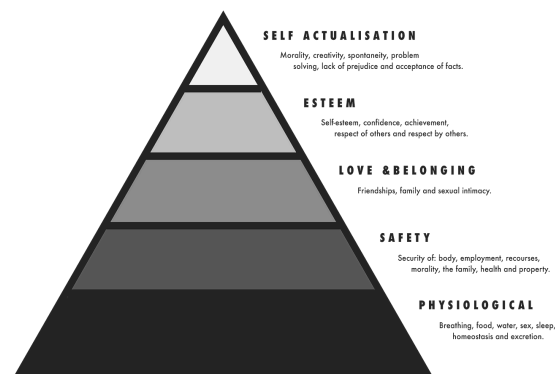 SELF ACTUALISATION
Morality, creativity, spontaneity, problem
solving, lack of prejudice and acceptance of facts.
ESTEEM
Self-esteem, confidence, achievement,
respect of others and respect by others.
LOVE &BELONGING
Friendships, family and sexual intimacy.
SAFETY
Security of: body, employment, recourses,
morality, the family, health and property.
PHYSIOLOGICAL
Breathing, food, water, sex, sleep,
homeostasis and excretion.